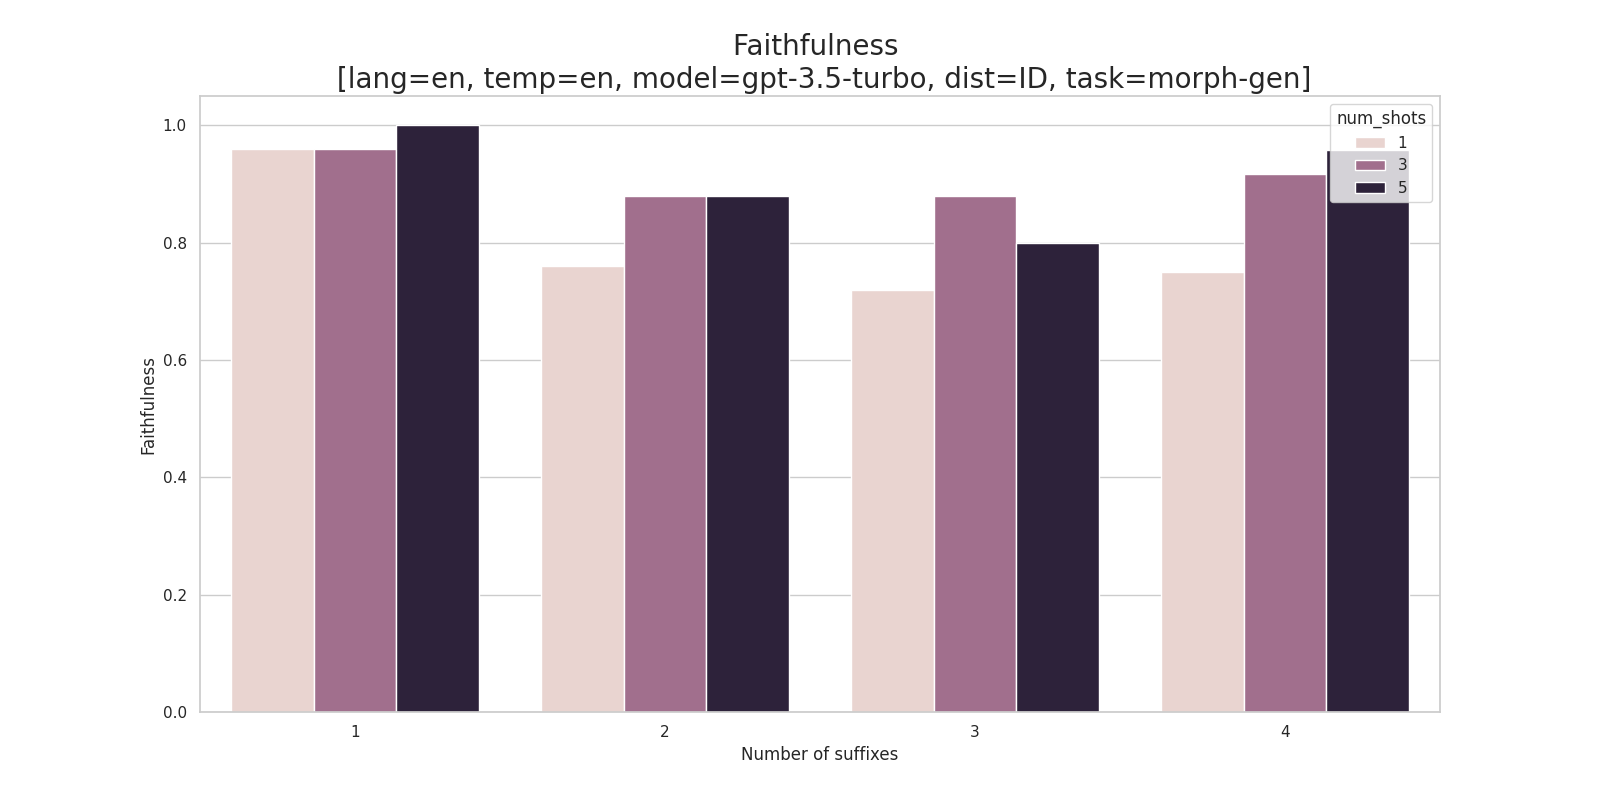 Faithfulness
[lang=en, temp=en, model=gpt-3.5-turbo, dist=ID, task=morph-gen]
num_shots
1
3
5
1.0
0.8
0.6
0.4
0.2
0.0
Faithfulness
1 2 3 4
Number of suffixes